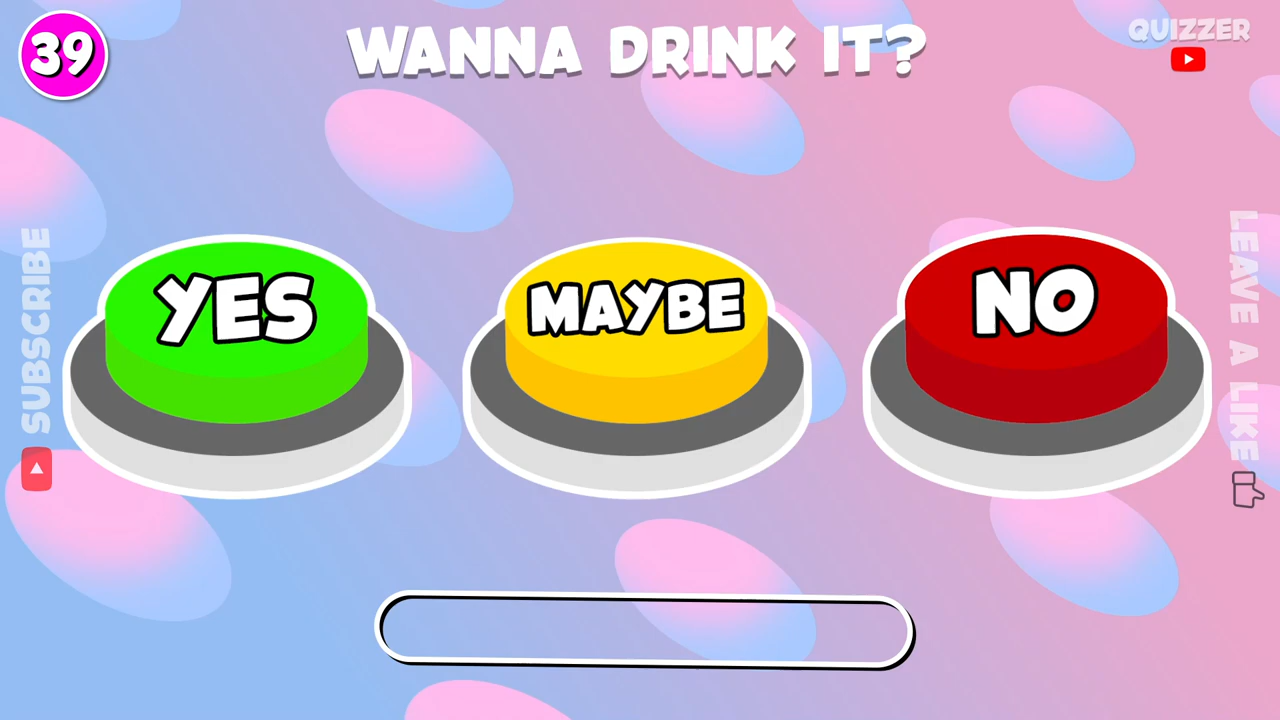 39
WANNA DRINK IT?
QUIZZER
SUBSCRIBE
YES
MAYBE
NO
LEAVE A LIKE